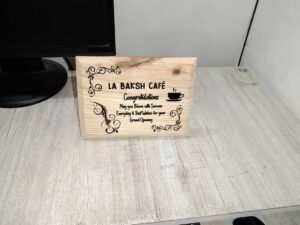 LA BAKSH CAFÉ
Congratulations
May you Bloom with Success
Everyday & Best Wishes for your
Grand Opening